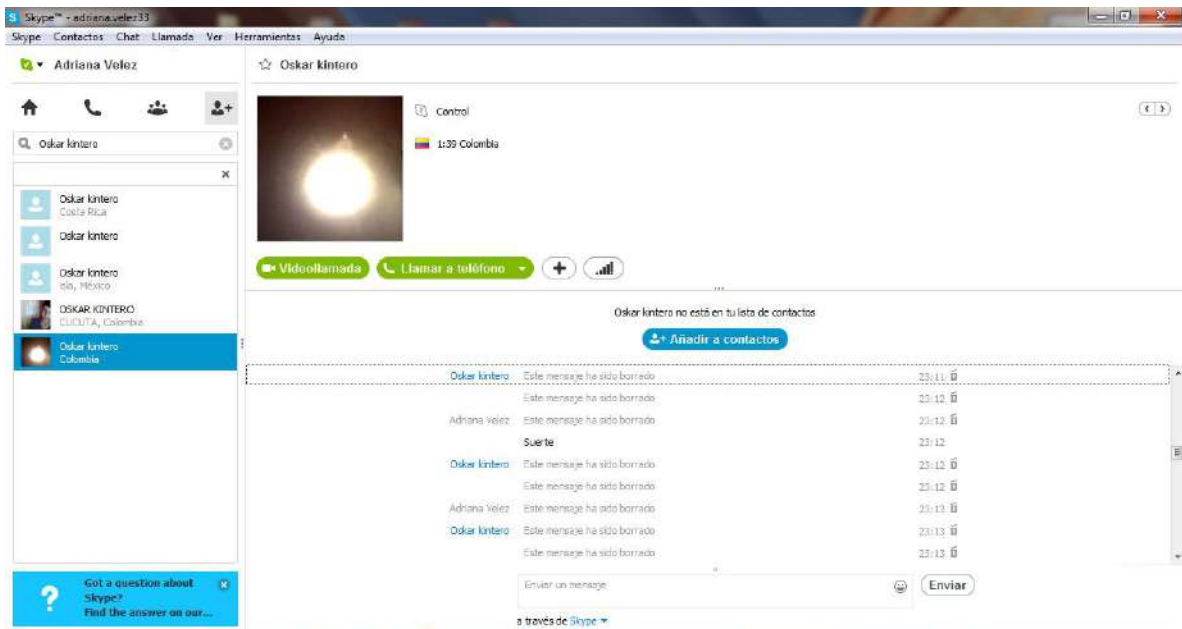 Skype™ - adriana.velez33
Skype Contactos Chat Llamada Ver Herramientas Ayuda
Adriana Velez
Oskar kintero
Oskar kintero
Costa Rica
Oskar kintero
Oskar kintero
México
OSKAR KINTERO
CUCUTA, Colombia
Oskar kintero
Colombia
Got a question about
Skype?
Find the answer on our...
Oskar kintero
Control
1:39 Colombia
Videollamada
Llamar a teléfono
Oskar kintero no está en tu lista de contactos
Añadir a contactos
Oskar kintero Este mensaje ha sido borrado 23:11
Este mensaje ha sido borrado 23:12
Adriana Velez Este mensaje ha sido borrado 23:12
Suerte 23:12
Oskar kintero Este mensaje ha sido borrado 23:12
Este mensaje ha sido borrado 23:12
Adriana Velez Este mensaje ha sido borrado 23:13
Oskar kintero Este mensaje ha sido borrado 23:13
Este mensaje ha sido borrado 23:13
Enviar un mensaje
Enviar
a través de Skype